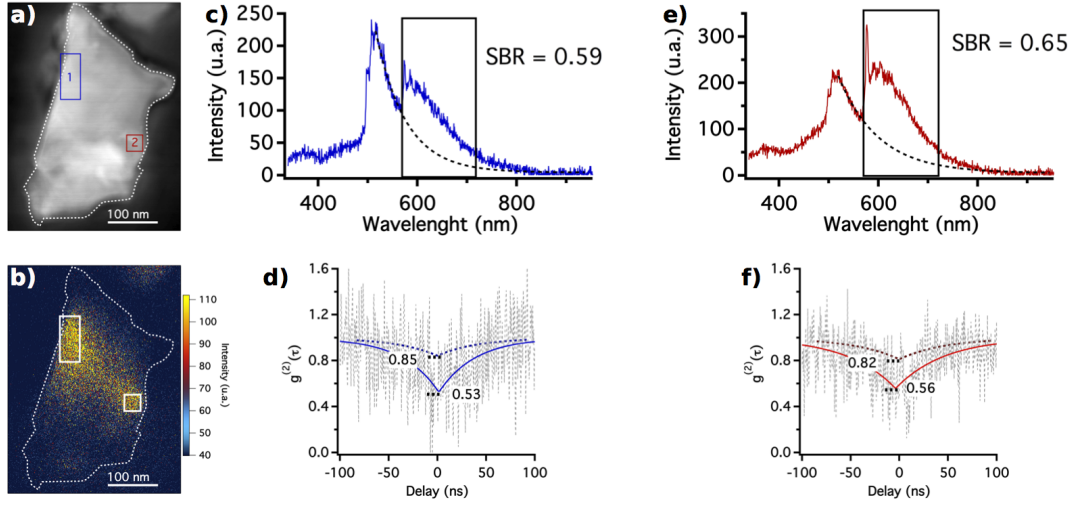 a)
1
2
100 nm
c)
Intensity (u.a.)
250
200
150
100
50
0
SBR = 0.59
400
600
800
Wavelenght (nm)
e)
Intensity (u.a.)
300
200
100
0
SBR = 0.65
400
600
800
Wavelenght (nm)
b)
100 nm
110
100
90
80
70
60
50
40
Intensity (u.a.)
d)
g(2)(τ)
1.6
1.2
0.8
0.4
0.0
0.85
0.53
-100
-50
0
50
100
Delay (ns)
f)
g(2)(τ)
1.6
1.2
0.8
0.4
0.0
0.82
0.56
-100
-50
0
50
100
Delay (ns)